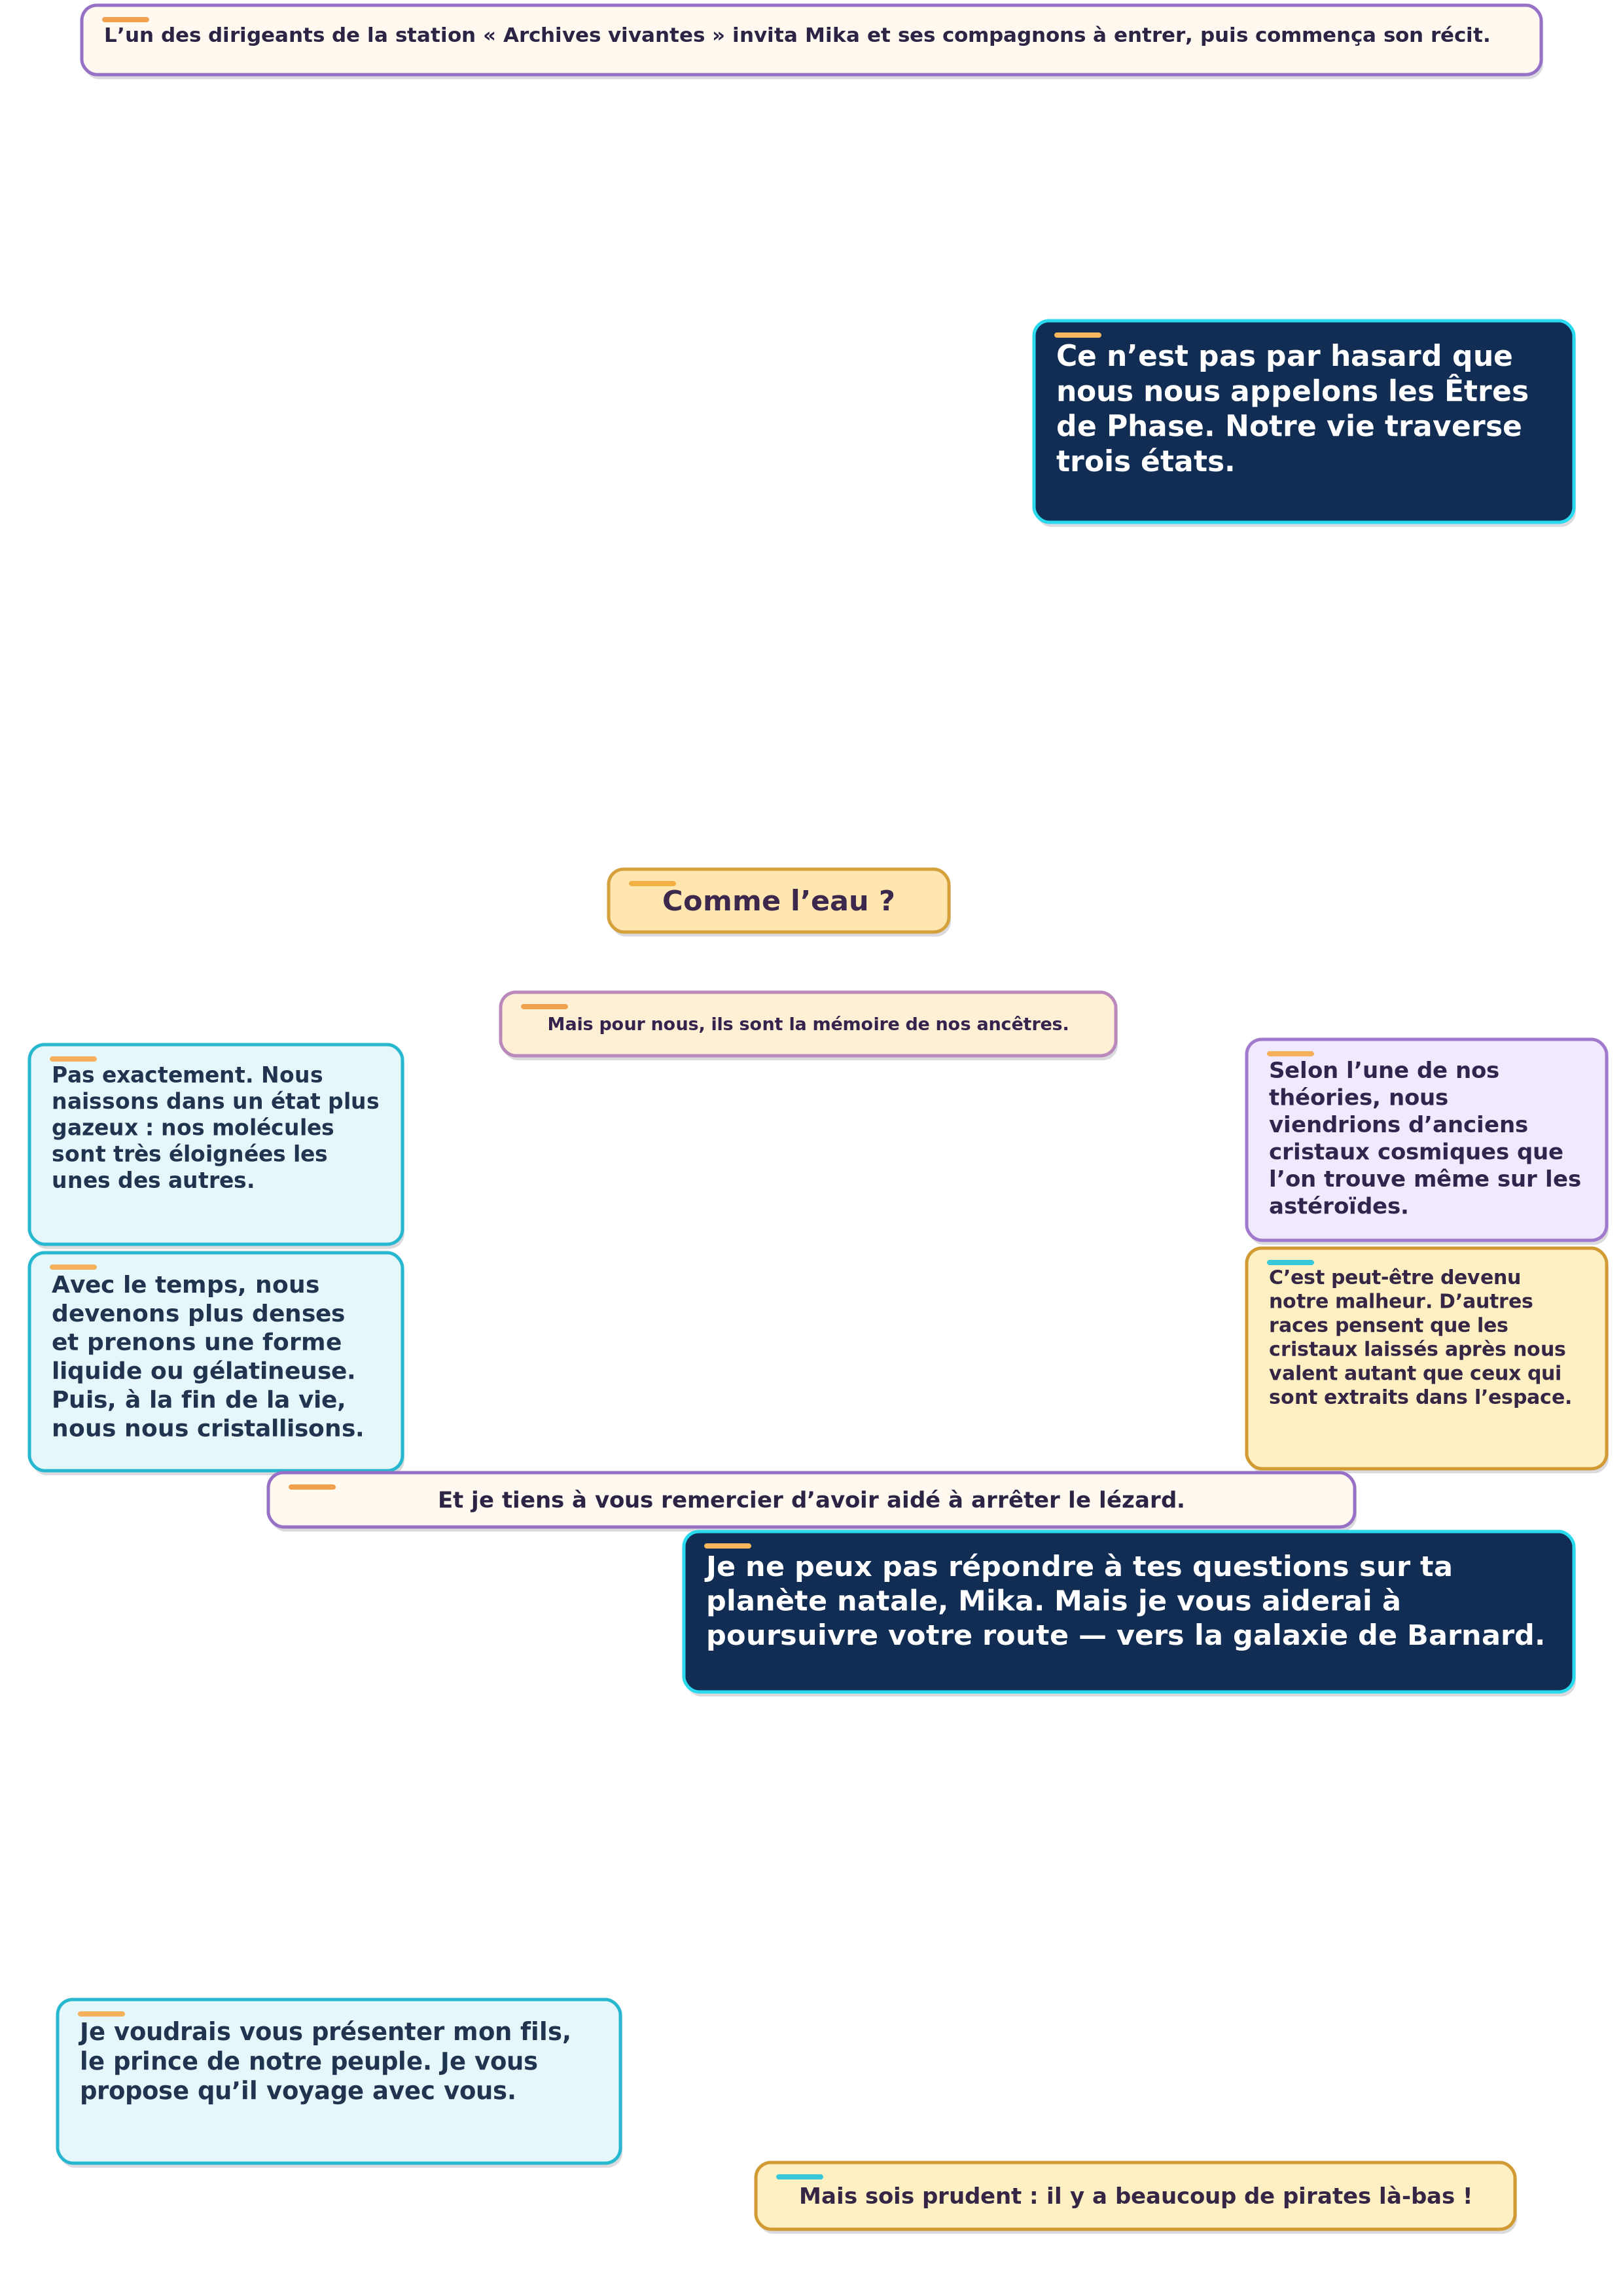 L’un des dirigeants de la station « Archives vivantes » invita Mika et ses compagnons à entrer, puis commença son récit.
Ce n’est pas par hasard que
nous nous appelons les Êtres
de Phase. Notre vie traverse
trois états.
Comme l’eau ?
Mais pour nous, ils sont la mémoire de nos ancêtres.
Pas exactement. Nous
naissons dans un état plus
gazeux : nos molécules
sont très éloignées les
unes des autres.
Avec le temps, nous
devenons plus denses
et prenons une forme
liquide ou gélatineuse.
Puis, à la fin de la vie,
nous nous cristallisons.
Selon l’une de nos
théories, nous
viendrions d’anciens
cristaux cosmiques que
l’on trouve même sur les
astéroïdes.
C’est peut-être devenu
notre malheur. D’autres
races pensent que les
cristaux laissés après nous
valent autant que ceux qui
sont extraits dans l’espace.
Et je tiens à vous remercier d’avoir aidé à arrêter le lézard.
Je ne peux pas répondre à tes questions sur ta
planète natale, Mika. Mais je vous aiderai à
poursuivre votre route — vers la galaxie de Barnard.
Je voudrais vous présenter mon fils,
le prince de notre peuple. Je vous
propose qu’il voyage avec vous.
Mais sois prudent : il y a beaucoup de pirates là-bas !